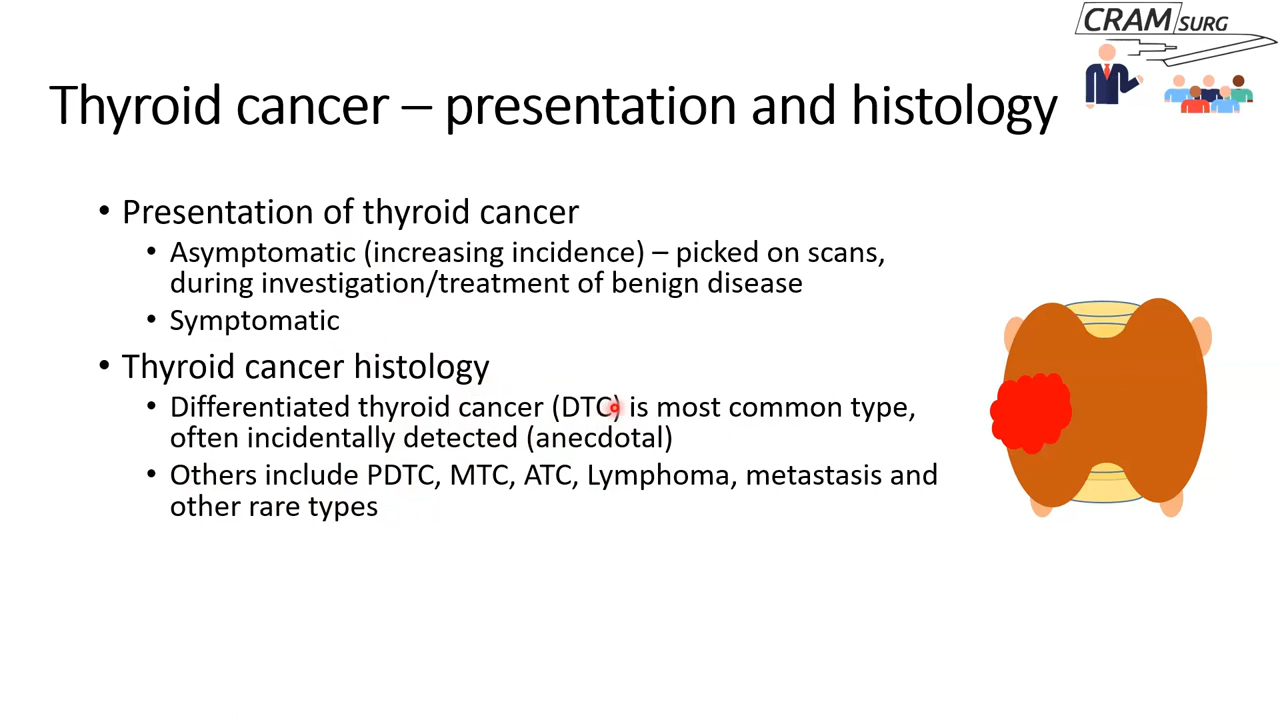 CRAM SURG
Thyroid cancer – presentation and histology
• Presentation of thyroid cancer
• Asymptomatic (increasing incidence) – picked on scans,
during investigation/treatment of benign disease
• Symptomatic
• Thyroid cancer histology
• Differentiated thyroid cancer (DTC) is most common type,
often incidentally detected (anecdotal)
• Others include PDTC, MTC, ATC, Lymphoma, metastasis and
other rare types